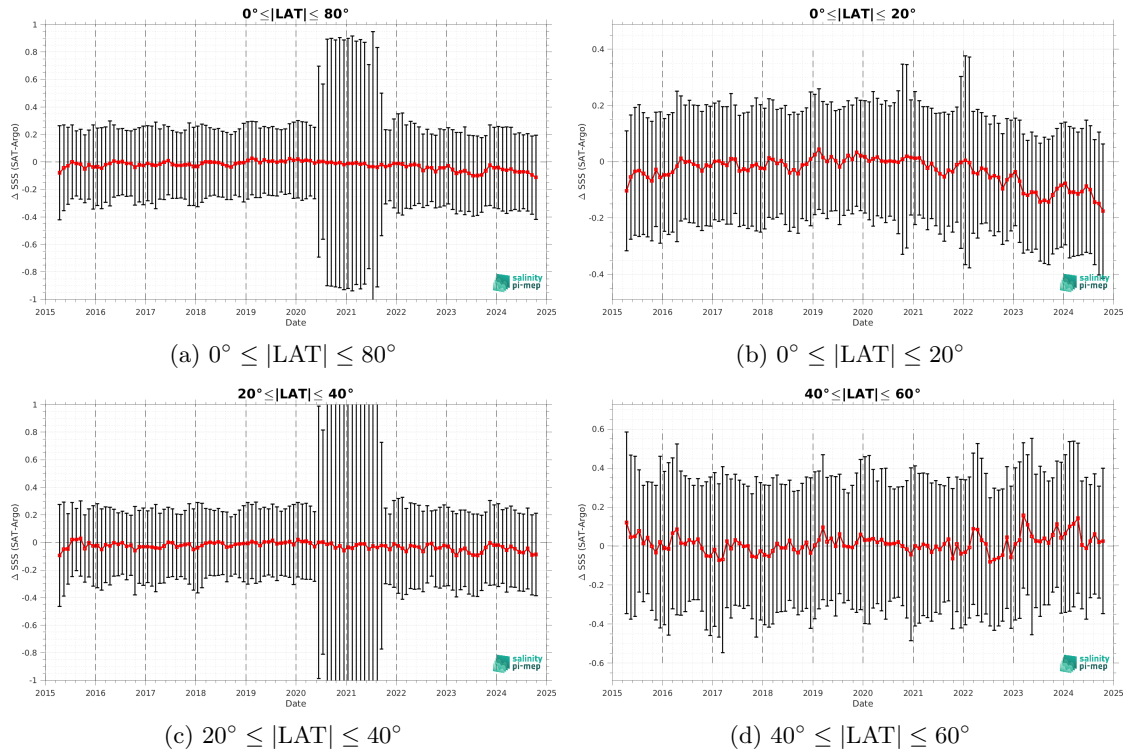 0°≤|LAT|≤ 80°
Δ SSS (SAT-Argo)
1
0.8
0.6
0.4
0.2
0
-0.2
-0.4
-0.6
-0.8
-1
2015 2016 2017 2018 2019 2020 2021 2022 2023 2024 2025
Date
salinity
pi-mep
(a) 0° ≤ |LAT| ≤ 80°
0°≤|LAT|≤ 20°
Δ SSS (SAT-Argo)
0.4
0.2
0
-0.2
-0.4
2015 2016 2017 2018 2019 2020 2021 2022 2023 2024 2025
Date
salinity
pi-mep
(b) 0° ≤ |LAT| ≤ 20°
20°≤|LAT|≤ 40°
Δ SSS (SAT-Argo)
1
0.8
0.6
0.4
0.2
0
-0.2
-0.4
-0.6
-0.8
-1
2015 2016 2017 2018 2019 2020 2021 2022 2023 2024 2025
Date
salinity
pi-mep
(c) 20° ≤ |LAT| ≤ 40°
40°≤|LAT|≤ 60°
Δ SSS (SAT-Argo)
0.6
0.4
0.2
0
-0.2
-0.4
-0.6
2015 2016 2017 2018 2019 2020 2021 2022 2023 2024 2025
Date
salinity
pi-mep
(d) 40° ≤ |LAT| ≤ 60°